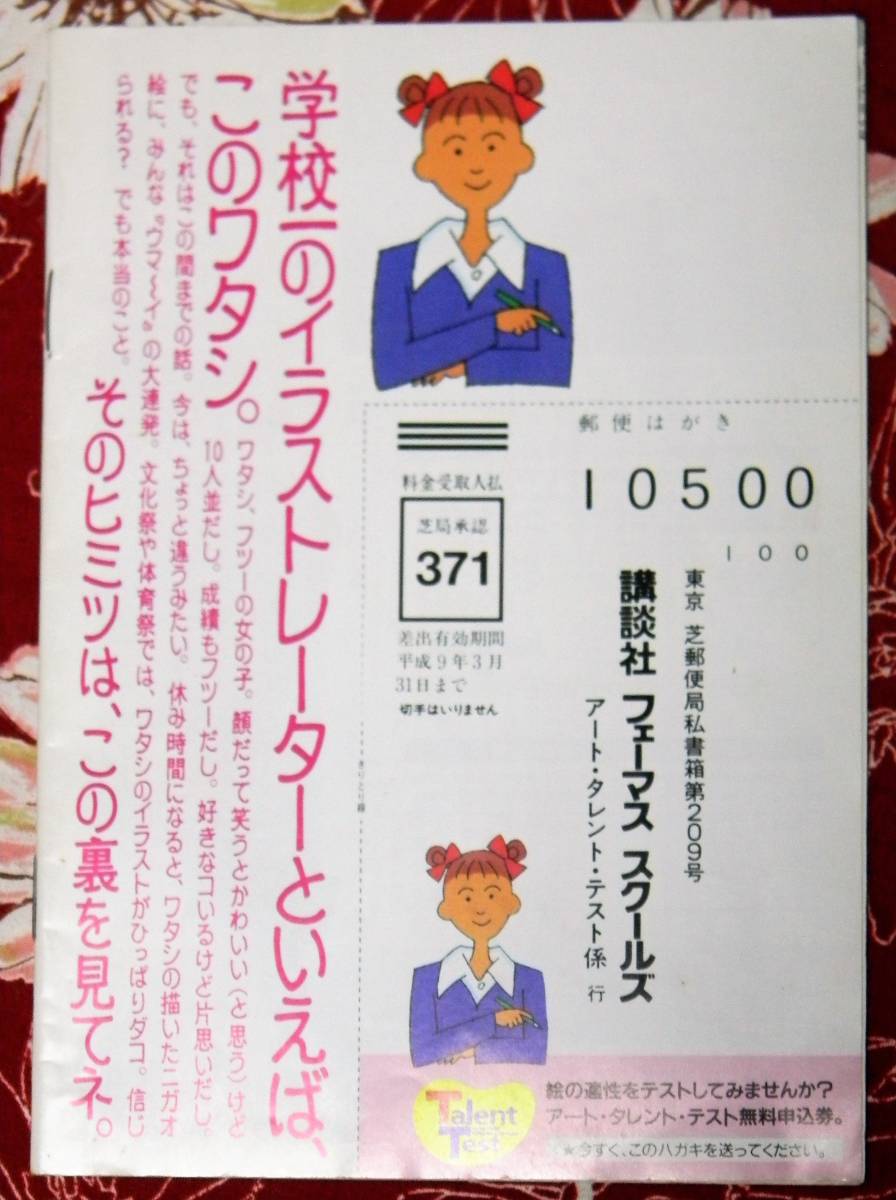 学校一のイラストレーターといえば、
このワタシ。
ワタシ、フツーの女の子。顔だって笑うとかわいい(と思う)けど
10人並だし。成績もフツーだし。好きなコいるけど片思いだし。
でも、それはこの間までの話。今は、ちょっと違うみたい。休み時間になると、ワタシの描いたニガオ
絵に、みんな〝ウマ〜イ〟の大連発。文化祭や体育祭では、ワタシのイラストがひっぱりダコ。信じ
られる? でも本当のこと。
そのヒミツは、この裏を見てネ。
きりとり線
郵便はがき
10500
100
東京 芝郵便局私書箱第209号
講談社 フェーマス スクールズ
アート・タレント・テスト係 行
料金受取人払
芝局承認
371
差出有効期間
平成9年3月
31日まで
切手はいりません
Talent
Test
絵の適性をテストしてみませんか?
アート・タレント・テスト無料申込券。
★今すぐ、このハガキを送ってください。